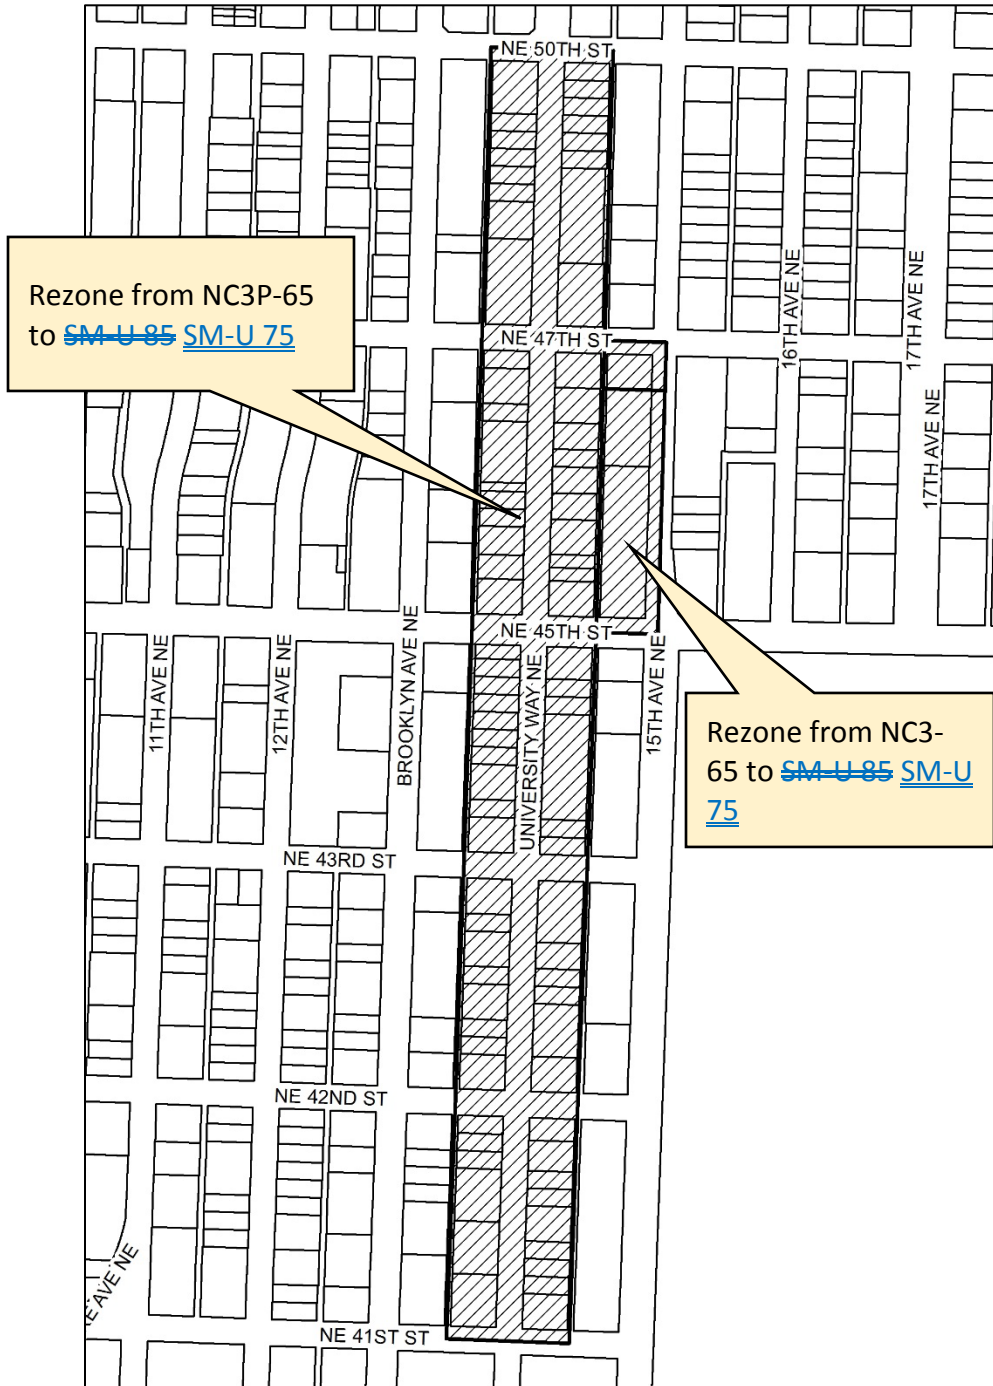 NE 50TH ST
Rezone from NC3P-65
to SM-U 85 SM-U 75
NE 47TH ST
16TH AVE NE
17TH AVE NE
17TH AVE NE
NE 45TH ST
11TH AVE NE
12TH AVE NE
BROOKLYN AVE NE
UNIVERSITY WAY NE
15TH AVE NE
Rezone from NC3-
65 to SM-U 85 SM-U
75
NE 43RD ST
NE 42ND ST
E AVE NE
NE 41ST ST